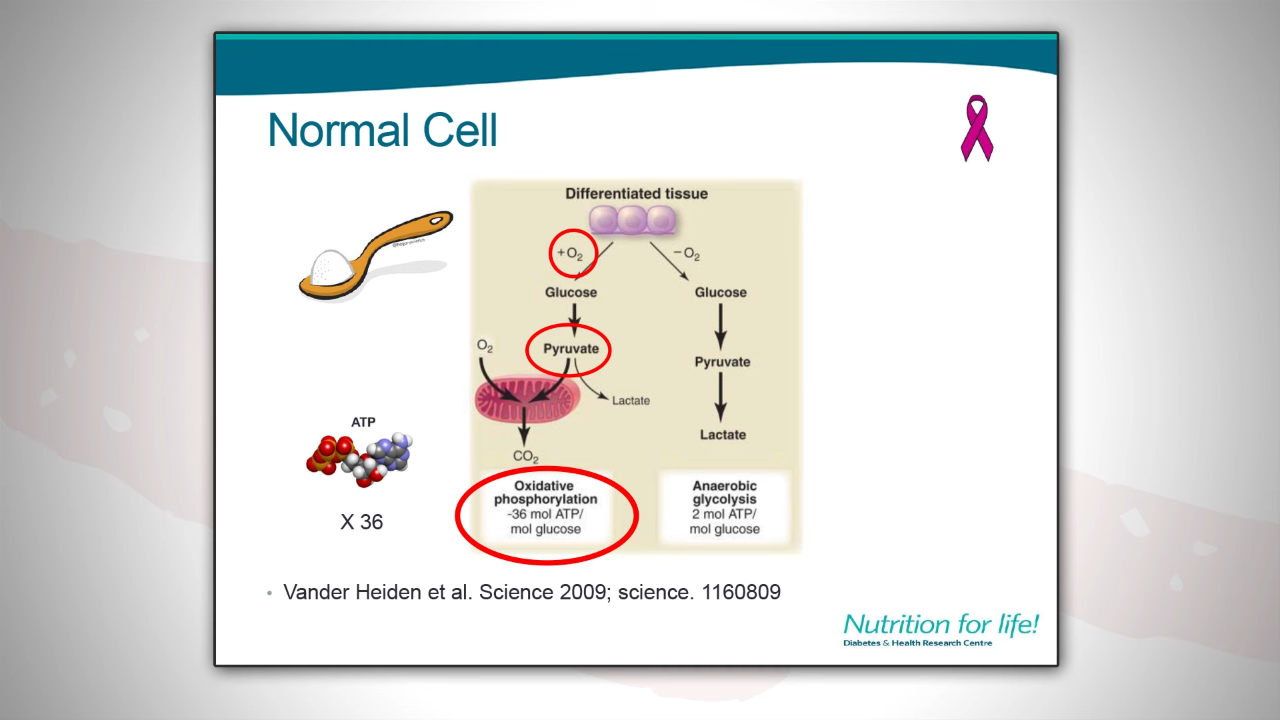 Normal Cell
Differentiated tissue
+O₂
−O₂
Glucose
Glucose
O₂
Pyruvate
Pyruvate
Lactate
Lactate
CO₂
ATP
X 36
Oxidative
phosphorylation
-36 mol ATP/
mol glucose
Anaerobic
glycolysis
2 mol ATP/
mol glucose
• Vander Heiden et al. Science 2009; science. 1160809
Nutrition for life!
Diabetes & Health Research Centre